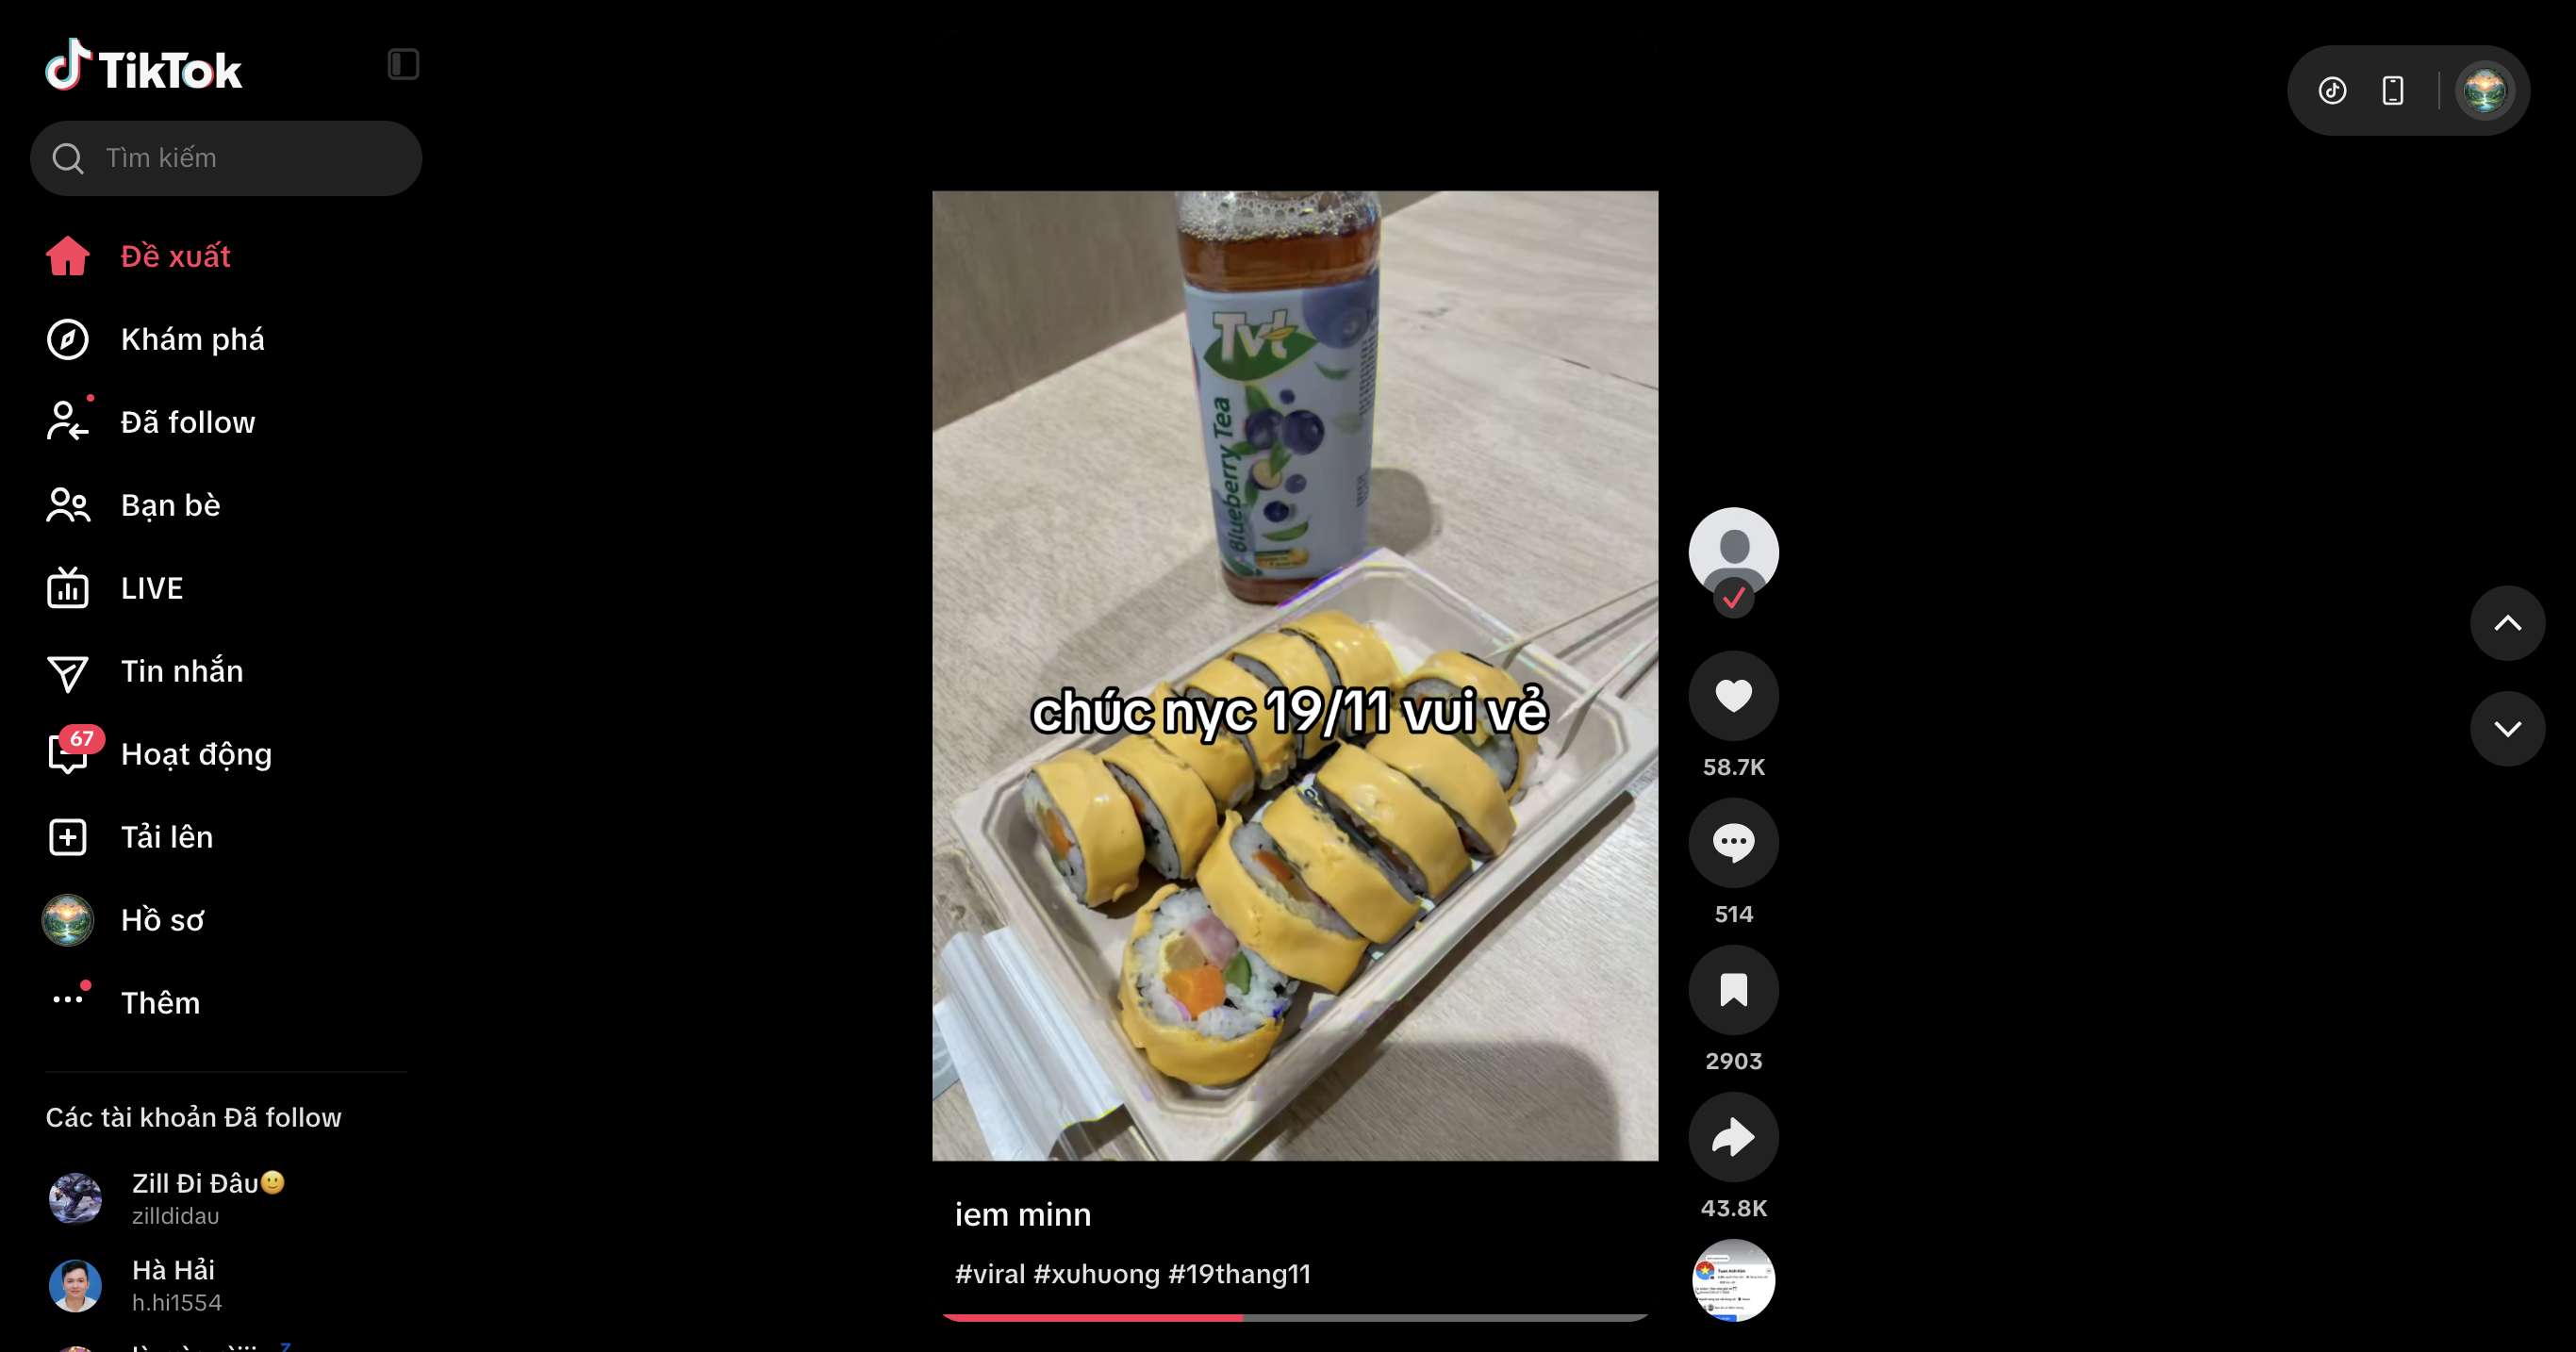 TikTok
Tìm kiếm
Đề xuất
Khám phá
Đã follow
Bạn bè
LIVE
Tin nhắn
67
Hoạt động
Tải lên
Hồ sơ
Thêm
Các tài khoản Đã follow
Zill Đi Đâu🙂
zilldidau
Hà Hải
h.hi1554
Tvt
Blueberry Tea
chúc nyc 19/11 vui vẻ
iem minn
#viral #xuhuong #19thang11
58.7K
514
2903
43.8K